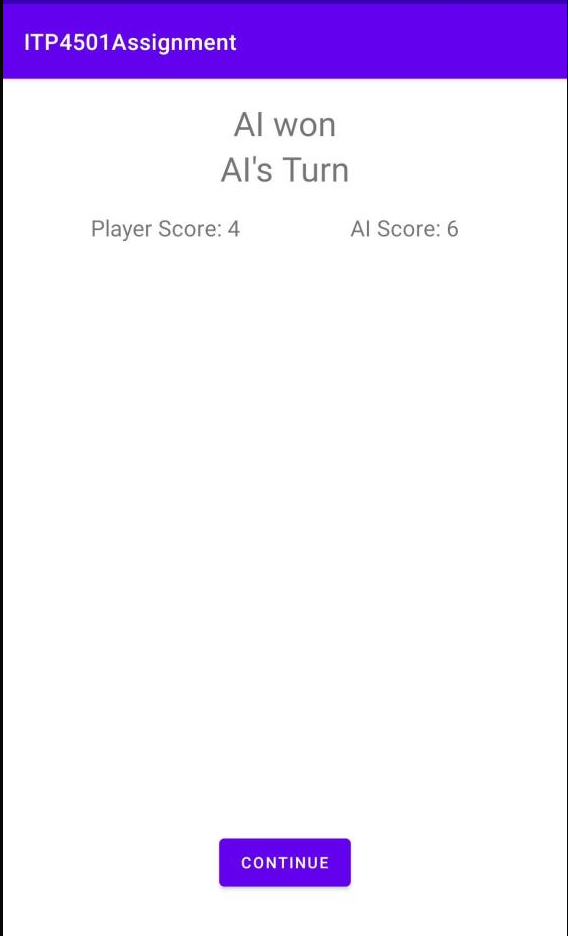 ITP4501Assignment
AI won
AI's Turn
Player Score: 4 AI Score: 6
CONTINUE